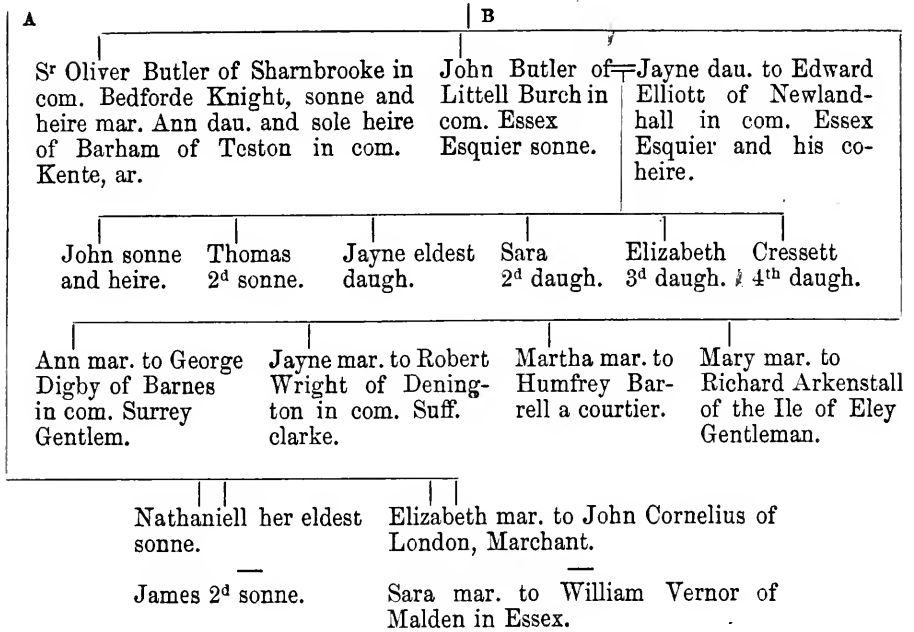 A
B
Sr Oliver Butler of Sharnbrooke in
com. Bedforde Knight, sonne and
heire mar. Ann dau. and sole heire
of Barham of Teston in com.
Kente, ar.
John Butler of
Littell Burch in
com. Essex
Esquier sonne.
Jayne dau. to Edward
Elliott of Newland-
hall in com. Essex
Esquier and his co-
heire.
John sonne
and heire.
Thomas
2d sonne.
Jayne eldest
daugh.
Sara
2d daugh.
Elizabeth
3d daugh.
Cressett
4th daugh.
Ann mar. to George
Digby of Barnes
in com. Surrey
Gentlem.
Jayne mar. to Robert
Wright of Dening-
ton in com. Suff.
clarke.
Martha mar. to
Humfrey Bar-
rell a courtier.
Mary mar. to
Richard Arkenstall
of the Ile of Eley
Gentleman.
Nathaniell her eldest
sonne.
James 2d sonne.
Elizabeth mar. to John Cornelius of
London, Marchant.
Sara mar. to William Vernor of
Malden in Essex.